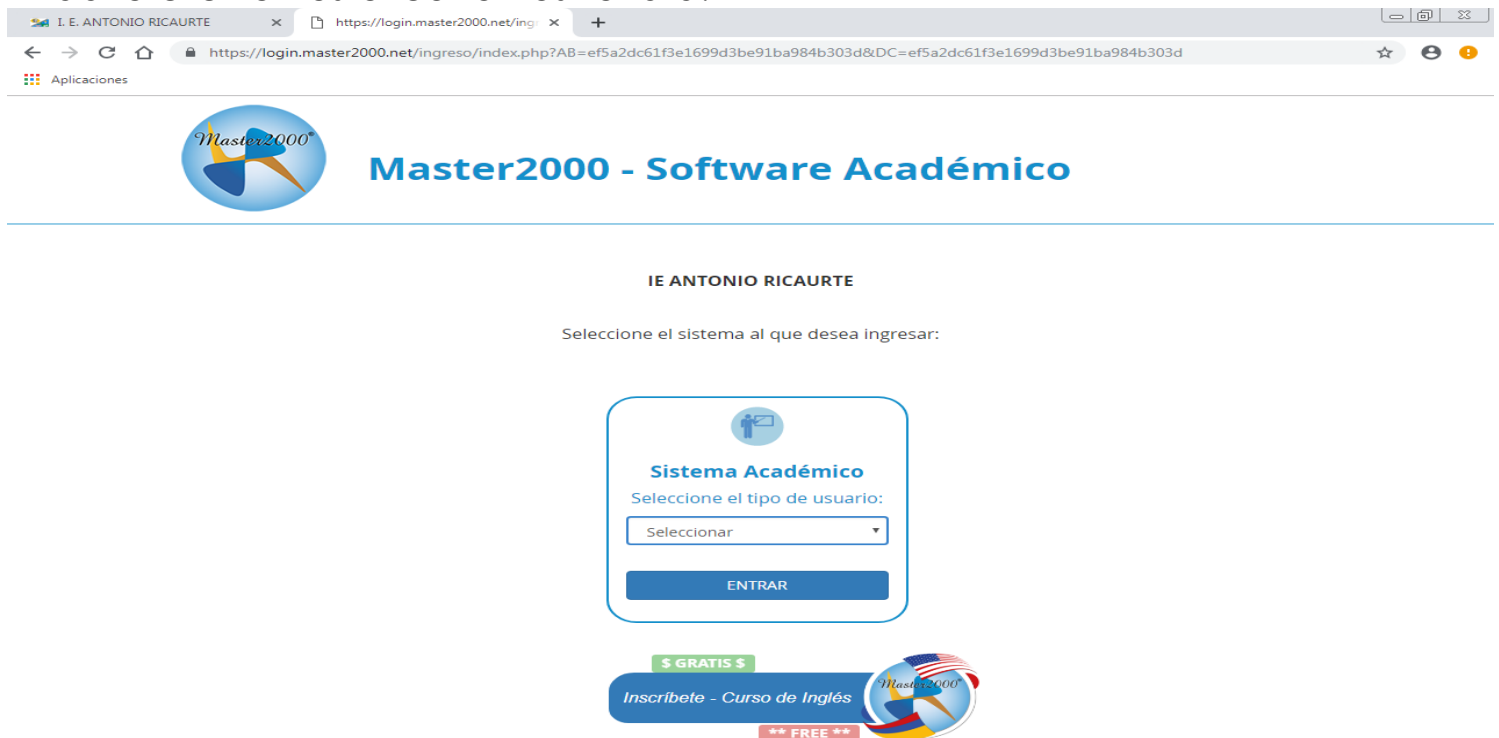 I. E. ANTONIO RICAURTE
https://login.master2000.net/ing
https://login.master2000.net/ingreso/index.php?AB=ef5a2dc61f3e1699d3be91ba984b303d&DC=ef5a2dc61f3e1699d3be91ba984b303d
Aplicaciones
Master2000®
Master2000 - Software Académico
IE ANTONIO RICAURTE
Seleccione el sistema al que desea ingresar:
Sistema Académico
Seleccione el tipo de usuario:
Seleccionar
ENTRAR
$ GRATIS $
Inscríbete - Curso de Inglés
Master2000®
** FREE **